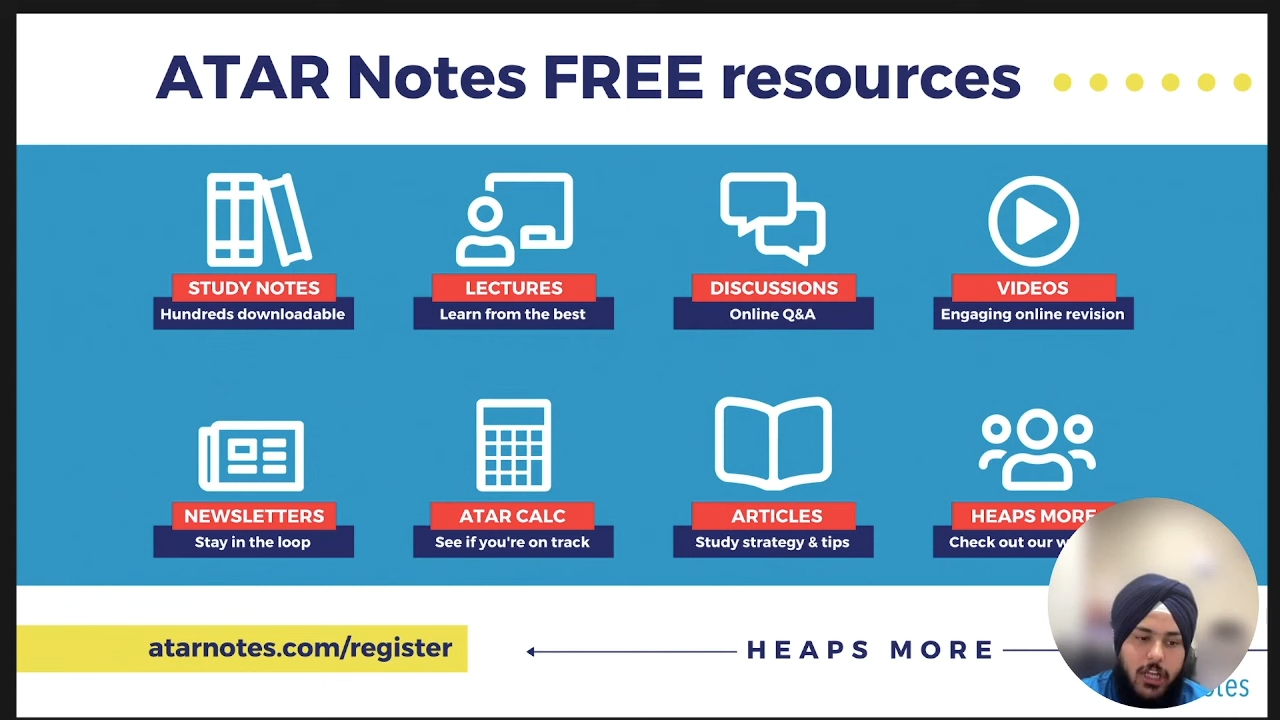 ATAR Notes FREE resources
STUDY NOTES
Hundreds downloadable
LECTURES
Learn from the best
DISCUSSIONS
Online Q&A
VIDEOS
Engaging online revision
NEWSLETTERS
Stay in the loop
ATAR CALC
See if you're on track
ARTICLES
Study strategy & tips
HEAPS MORE
Check out our
atarnotes.com/register
HEAPS MORE